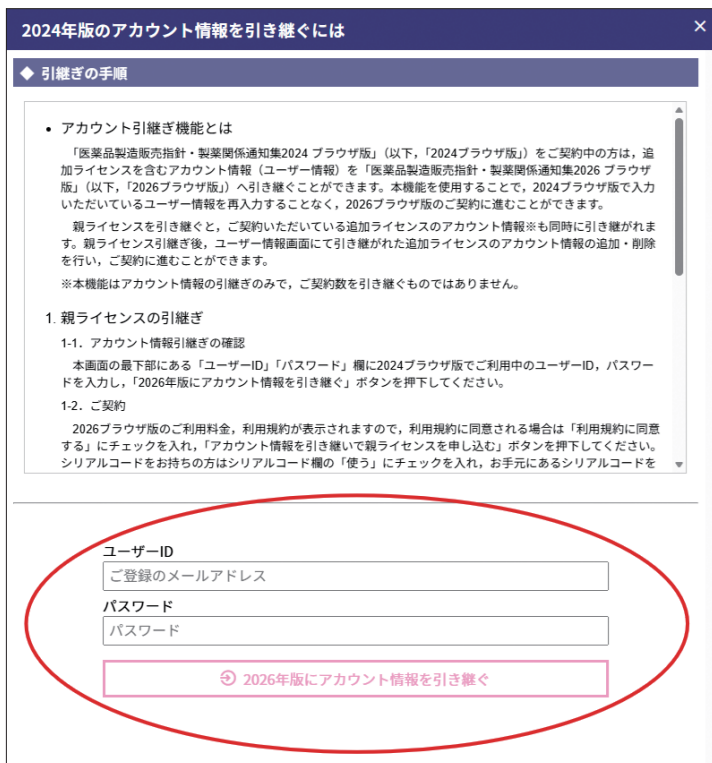 2024年版のアカウント情報を引き継ぐには
×
◆ 引継ぎの手順
• アカウント引継ぎ機能とは
「医薬品製造販売指針・製薬関係通知集2024 ブラウザ版」(以下,「2024ブラウザ版」)をご契約中の方は,追
加ライセンスを含むアカウント情報(ユーザー情報)を「医薬品製造販売指針・製薬関係通知集2026 ブラウザ
版」(以下,「2026ブラウザ版」)へ引き継ぐことができます。本機能を使用することで,2024ブラウザ版で入力
いただいているユーザー情報を再入力することなく,2026ブラウザ版のご契約に進むことができます。
親ライセンスを引き継ぐと,ご契約いただいている追加ライセンスのアカウント情報※も同時に引き継がれま
す。親ライセンス引継ぎ後,ユーザー情報画面にて引き継がれた追加ライセンスのアカウント情報の追加・削除
を行い,ご契約に進むことができます。
※本機能はアカウント情報の引継ぎのみで,ご契約数を引き継ぐものではありません。
1. 親ライセンスの引継ぎ
1-1. アカウント情報引継ぎの確認
本画面の最下部にある「ユーザーID」「パスワード」欄に2024ブラウザ版でご利用中のユーザーID,パスワー
ドを入力し,「2026年版にアカウント情報を引き継ぐ」ボタンを押下してください。
1-2. ご契約
2026ブラウザ版のご利用料金,利用規約が表示されますので,利用規約に同意される場合は「利用規約に同意
する」にチェックを入れ,「アカウント情報を引き継いで親ライセンスを申し込む」ボタンを押下してください。
シリアルコードをお持ちの方はシリアルコード欄の「使う」にチェックを入れ,お手元にあるシリアルコードを
ユーザーID
ご登録のメールアドレス
パスワード
パスワード
2026年版にアカウント情報を引き継ぐ